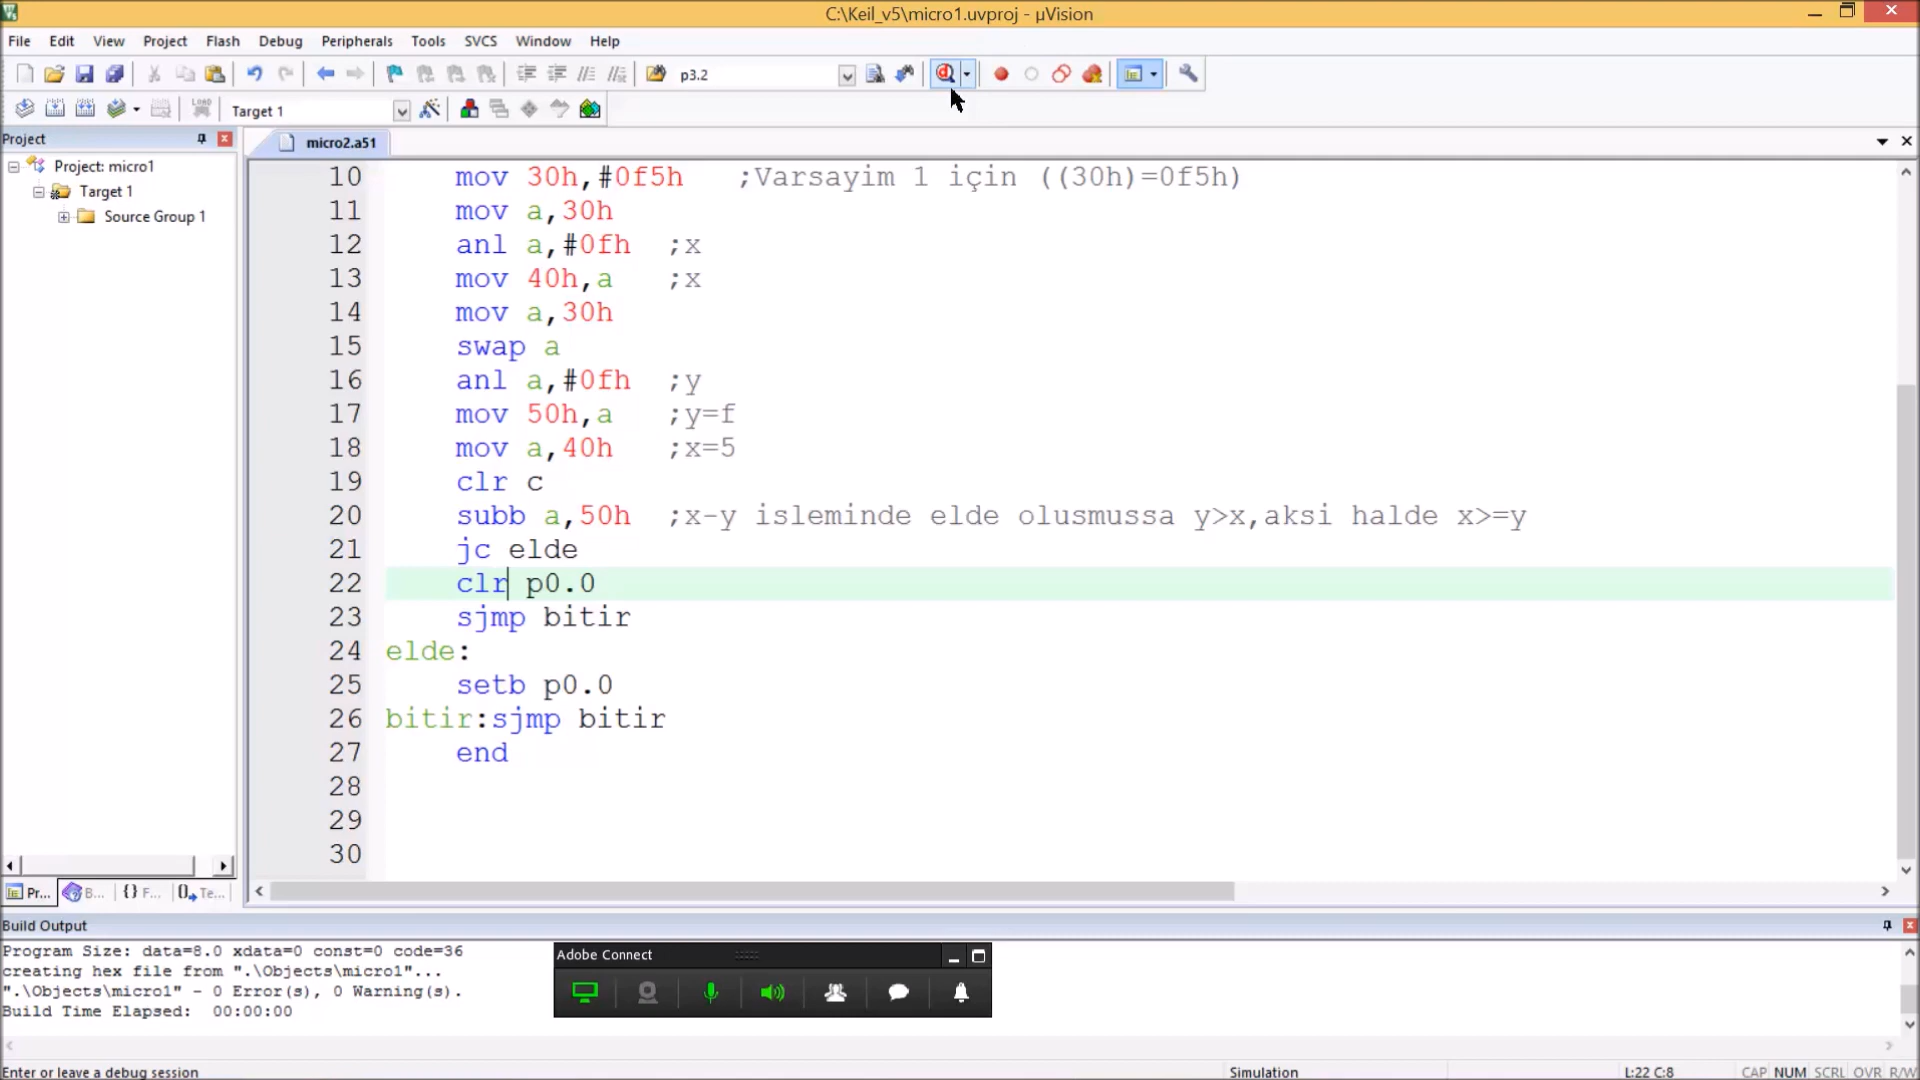 C:\Keil_v5\micro1.uvproj - µVision
File Edit View Project Flash Debug Peripherals Tools SVCS Window Help
p3.2
LOAD Target 1
Project
micro2.a51
Project: micro1
Target 1
Source Group 1
10 mov 30h,#0f5h ;Varsayim 1 için ((30h)=0f5h)
11 mov a,30h
12 anl a,#0fh ;x
13 mov 40h,a ;x
14 mov a,30h
15 swap a
16 anl a,#0fh ;y
17 mov 50h,a ;y=f
18 mov a,40h ;x=5
19 clr c
20 subb a,50h ;x-y isleminde elde olusmussa y>x,aksi halde x>=y
21 jc elde
22 clr p0.0
23 sjmp bitir
24 elde:
25 setb p0.0
26 bitir:sjmp bitir
27 end
28
29
30
Pr... B... {} F... Te...
Build Output
Program Size: data=8.0 xdata=0 const=0 code=36
creating hex file from ".\Objects\micro1"...
".\Objects\micro1" - 0 Error(s), 0 Warning(s).
Build Time Elapsed: 00:00:00
Adobe Connect
Enter or leave a debug session
Simulation
L:22 C:8
CAP NUM SCRL OVR R/W